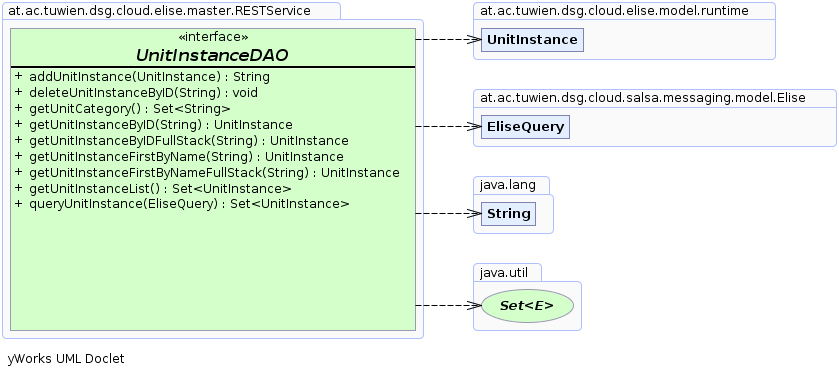 at.ac.tuwien.dsg.cloud.elise.master.RESTService
«interface»
UnitInstanceDAO
+ addUnitInstance(UnitInstance) : String
+ deleteUnitInstanceByID(String) : void
+ getUnitCategory() : Set<String>
+ getUnitInstanceByID(String) : UnitInstance
+ getUnitInstanceByIDFullStack(String) : UnitInstance
+ getUnitInstanceFirstByName(String) : UnitInstance
+ getUnitInstanceFirstByNameFullStack(String) : UnitInstance
+ getUnitInstanceList() : Set<UnitInstance>
+ queryUnitInstance(EliseQuery) : Set<UnitInstance>
at.ac.tuwien.dsg.cloud.elise.model.runtime
UnitInstance
at.ac.tuwien.dsg.cloud.salsa.messaging.model.Elise
EliseQuery
java.lang
String
java.util
Set<E>
yWorks UML Doclet